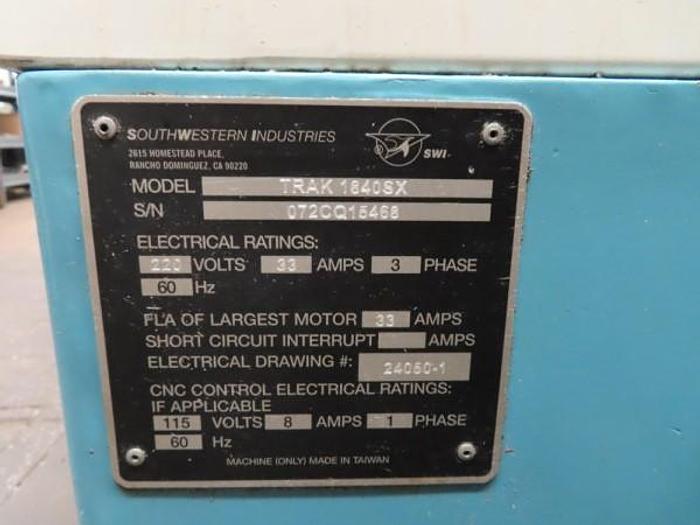 SOUTHWESTERN INDUSTRIES
2615 HOMESTEAD PLACE,
RANCHO DOMINGUEZ, CA 90220
® SWI
MODEL TRAK 1840SX
S/N 072CQ15468
ELECTRICAL RATINGS:
220 VOLTS 33 AMPS 3 PHASE
60 Hz
FLA OF LARGEST MOTOR 33 AMPS
SHORT CIRCUIT INTERRUPT AMPS
ELECTRICAL DRAWING #: 24050-1
CNC CONTROL ELECTRICAL RATINGS:
IF APPLICABLE
115 VOLTS 8 AMPS 1 PHASE
60 Hz
MACHINE (ONLY) MADE IN TAIWAN